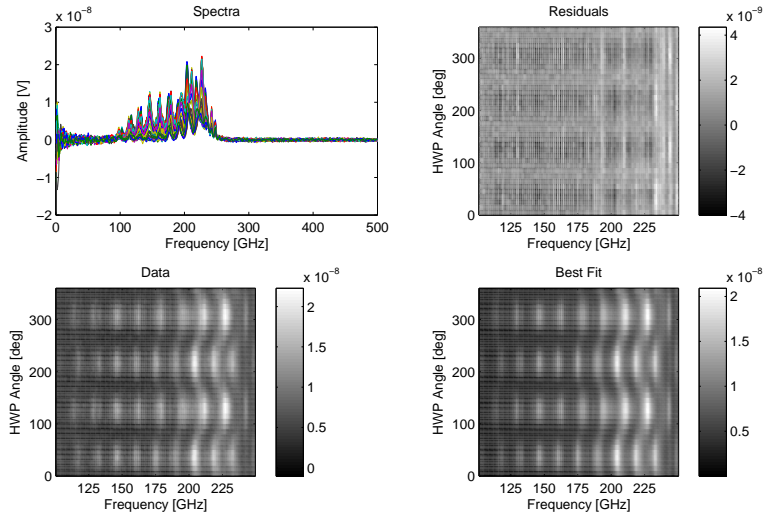 Spectra
x 10⁻⁸
3
2
1
0
−1
−2
0 100 200 300 400 500
Amplitude [V]
Frequency [GHz]
Residuals
300
200
100
0
125 150 175 200 225
HWP Angle [deg]
Frequency [GHz]
x 10⁻⁹
4
2
0
−2
−4
Data
300
200
100
0
125 150 175 200 225
HWP Angle [deg]
Frequency [GHz]
x 10⁻⁸
2
1.5
1
0.5
0
Best Fit
300
200
100
0
125 150 175 200 225
HWP Angle [deg]
Frequency [GHz]
x 10⁻⁸
2
1.5
1
0.5